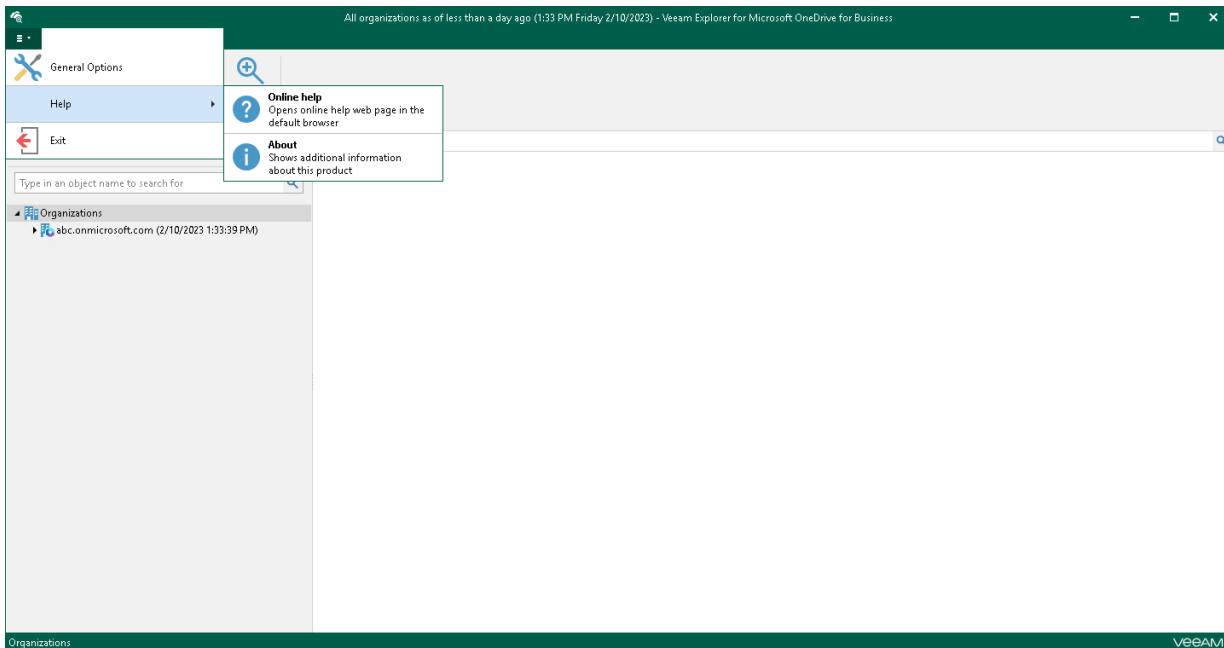 All organizations as of less than a day ago (1:33 PM Friday 2/10/2023) - Veeam Explorer for Microsoft OneDrive for Business
General Options
Help
Exit
Online help
Opens online help web page in the
default browser
About
Shows additional information
about this product
Type in an object name to search for
Organizations
abc.onmicrosoft.com (2/10/2023 1:33:39 PM)
Organizations
veeam